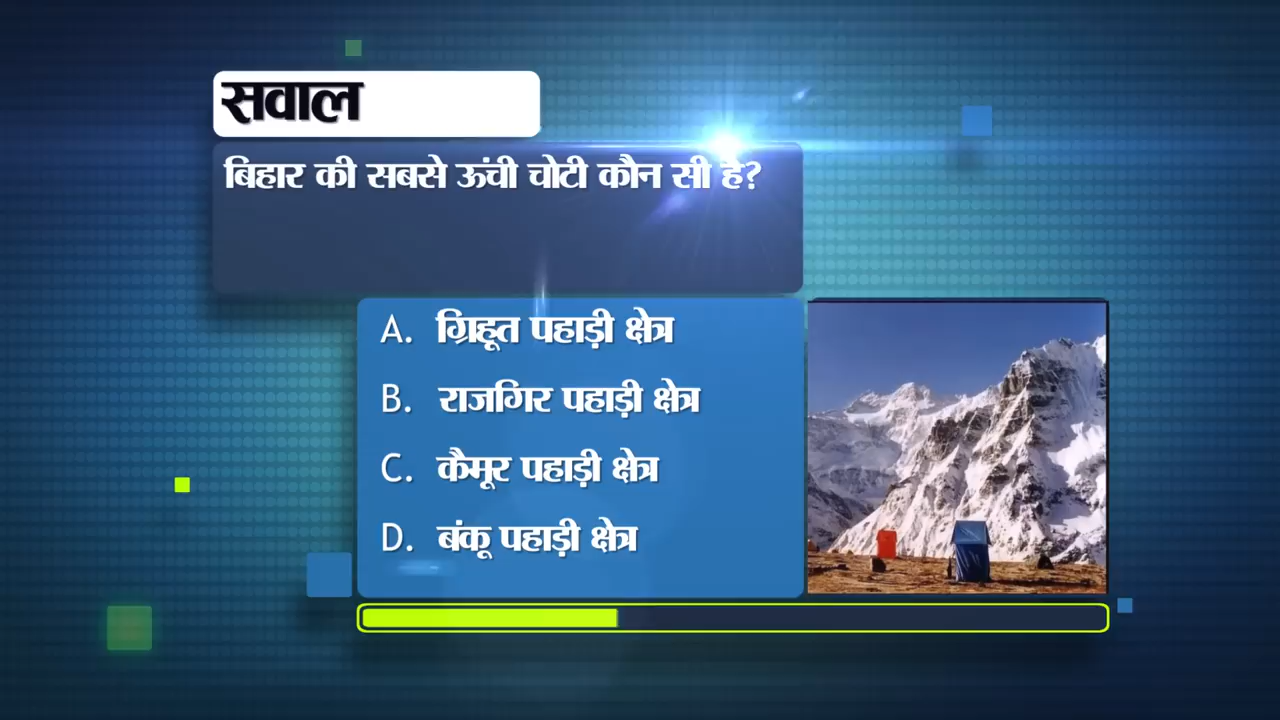 सवाल
बिहार की सबसे ऊंची चोटी कौन सी है?
A. ग्रिहूत पहाड़ी क्षेत्र
B. राजगिर पहाड़ी क्षेत्र
C. कैमूर पहाड़ी क्षेत्र
D. बंकू पहाड़ी क्षेत्र